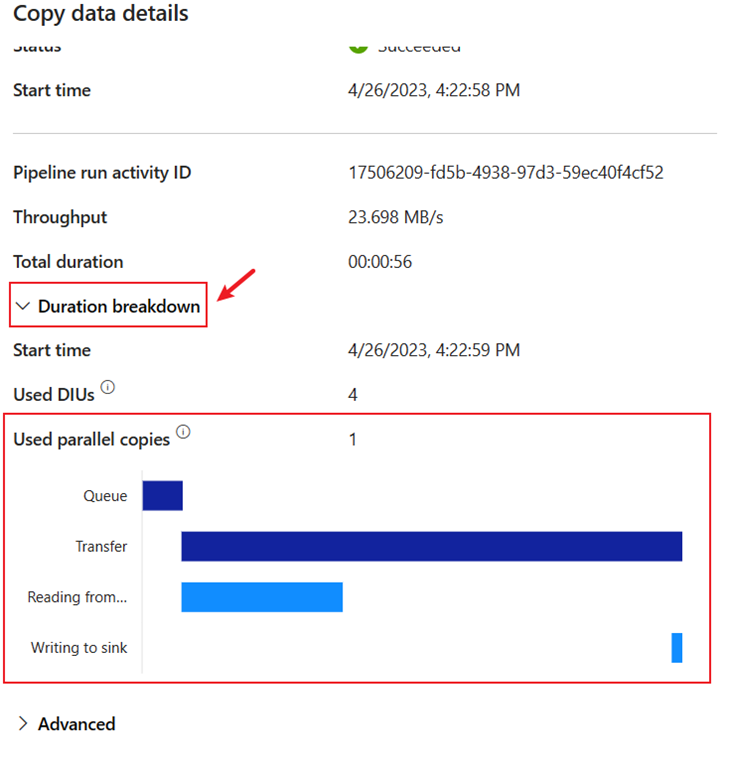 Copy data details
Status Succeeded
Start time 4/26/2023, 4:22:58 PM
Pipeline run activity ID 17506209-fd5b-4938-97d3-59ec40f4cf52
Throughput 23.698 MB/s
Total duration 00:00:56
Duration breakdown
Start time 4/26/2023, 4:22:59 PM
Used DIUs 4
Used parallel copies 1
Queue
Transfer
Reading from...
Writing to sink
Advanced